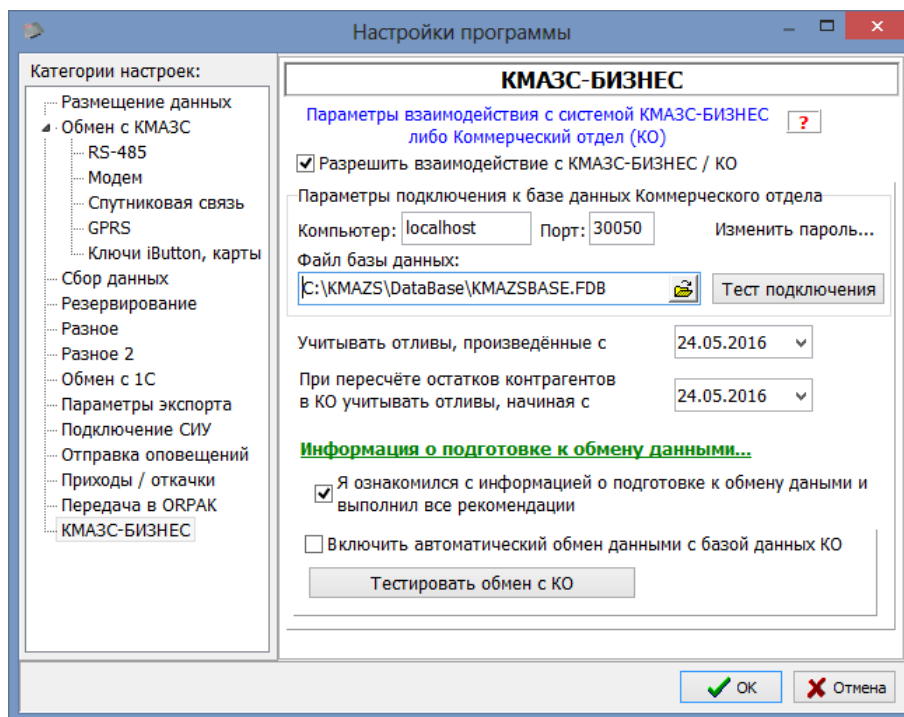 Настройки программы
Категории настроек:
Размещение данных
Обмен с КМАЗС
RS-485
Модем
Спутниковая связь
GPRS
Ключи iButton, карты
Сбор данных
Резервирование
Разное
Разное 2
Обмен с 1С
Параметры экспорта
Подключение СИУ
Отправка оповещений
Приходы / откачки
Передача в ORPAK
КМАЗС-БИЗНЕС
КМАЗС-БИЗНЕС
Параметры взаимодействия с системой КМАЗС-БИЗНЕС
либо Коммерческий отдел (КО)
?
Разрешить взаимодействие с КМАЗС-БИЗНЕС / КО
Параметры подключения к базе данных Коммерческого отдела
Компьютер: localhost Порт: 30050 Изменить пароль...
Файл базы данных:
C:\KMAZS\DataBase\KMAZSBASE.FDB Тест подключения
Учитывать отливы, произведённые с 24.05.2016
При пересчёте остатков контрагентов
в КО учитывать отливы, начиная с 24.05.2016
Информация о подготовке к обмену данными...
Я ознакомился с информацией о подготовке к обмену даными и
выполнил все рекомендации
Включить автоматический обмен данными с базой данных КО
Тестировать обмен с КО
ОК Отмена